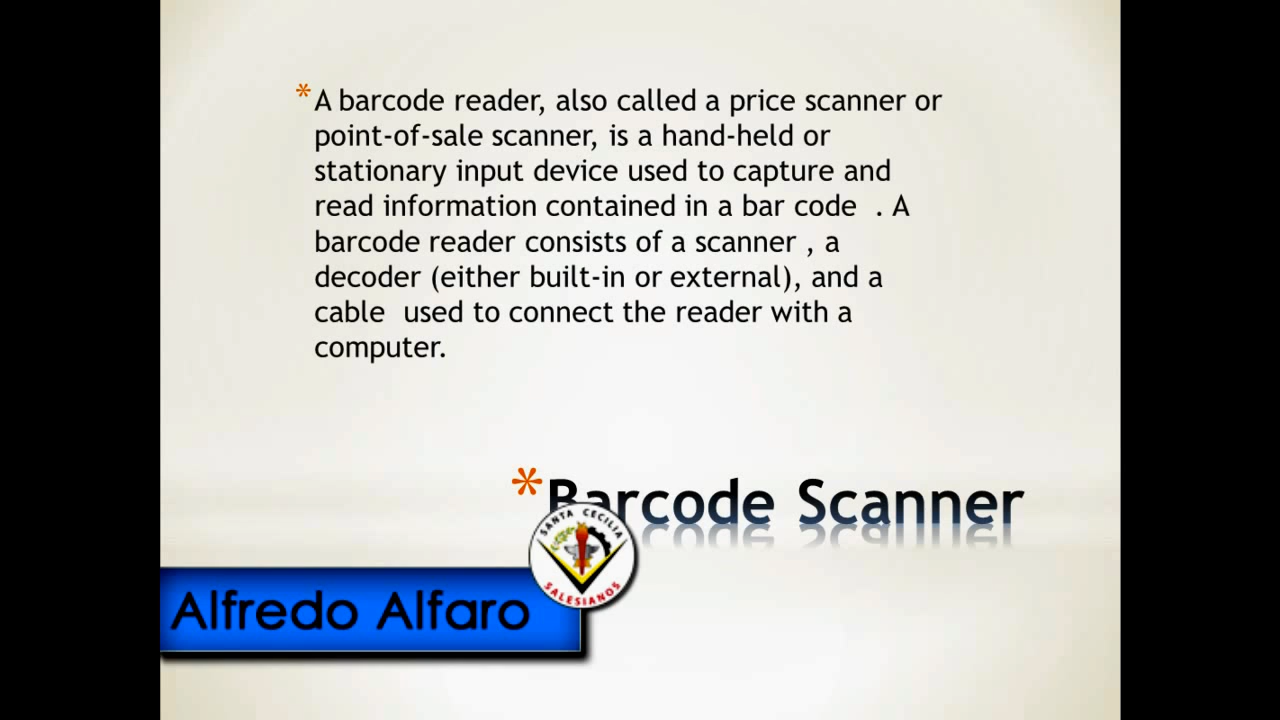 * A barcode reader, also called a price scanner or
point-of-sale scanner, is a hand-held or
stationary input device used to capture and
read information contained in a bar code  . A
barcode reader consists of a scanner , a
decoder (either built-in or external), and a
cable  used to connect the reader with a
computer.
* Barcode Scanner
SANTA CECILIA
SALESIANOS
Alfredo Alfaro